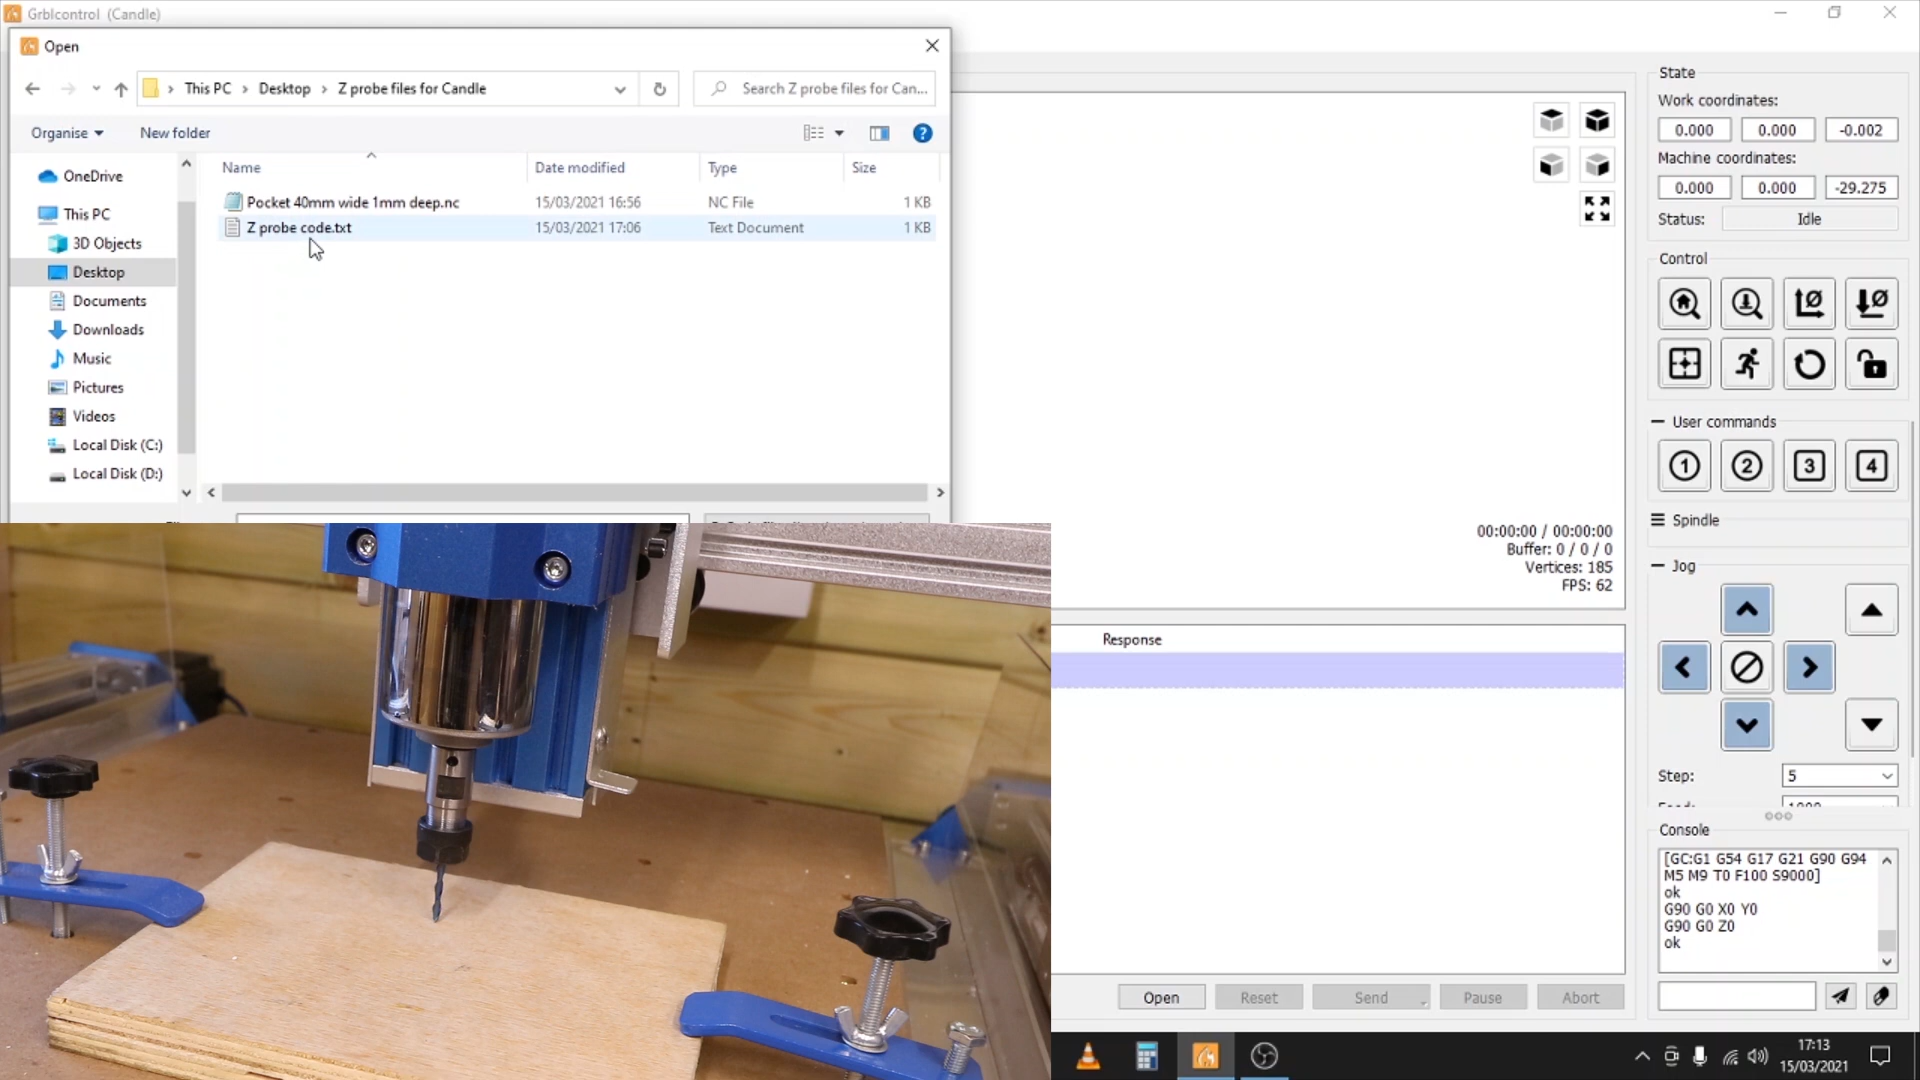 Grblcontrol (Candle)
Open
This PC > Desktop > Z probe files for Candle
Search Z probe files for Can...
Organise
New folder
Name
Date modified
Type
Size
Pocket 40mm wide 1mm deep.nc
15/03/2021 16:56
NC File
1 KB
Z probe code.txt
15/03/2021 17:06
Text Document
1 KB
OneDrive
This PC
3D Objects
Desktop
Documents
Downloads
Music
Pictures
Videos
Local Disk (C:)
Local Disk (D:)
State
Work coordinates:
0.000 0.000 -0.002
Machine coordinates:
0.000 0.000 -29.275
Status: Idle
Control
User commands
1 2 3 4
Spindle
Jog
Step: 5
00:00:00 / 00:00:00
Buffer: 0 / 0 / 0
Vertices: 185
FPS: 62
Response
Console
[GC:G1 G54 G17 G21 G90 G94
M5 M9 T0 F100 S9000]
ok
G90 G0 X0 Y0
G90 G0 Z0
ok
Open Reset Send Pause Abort
17:13
15/03/2021